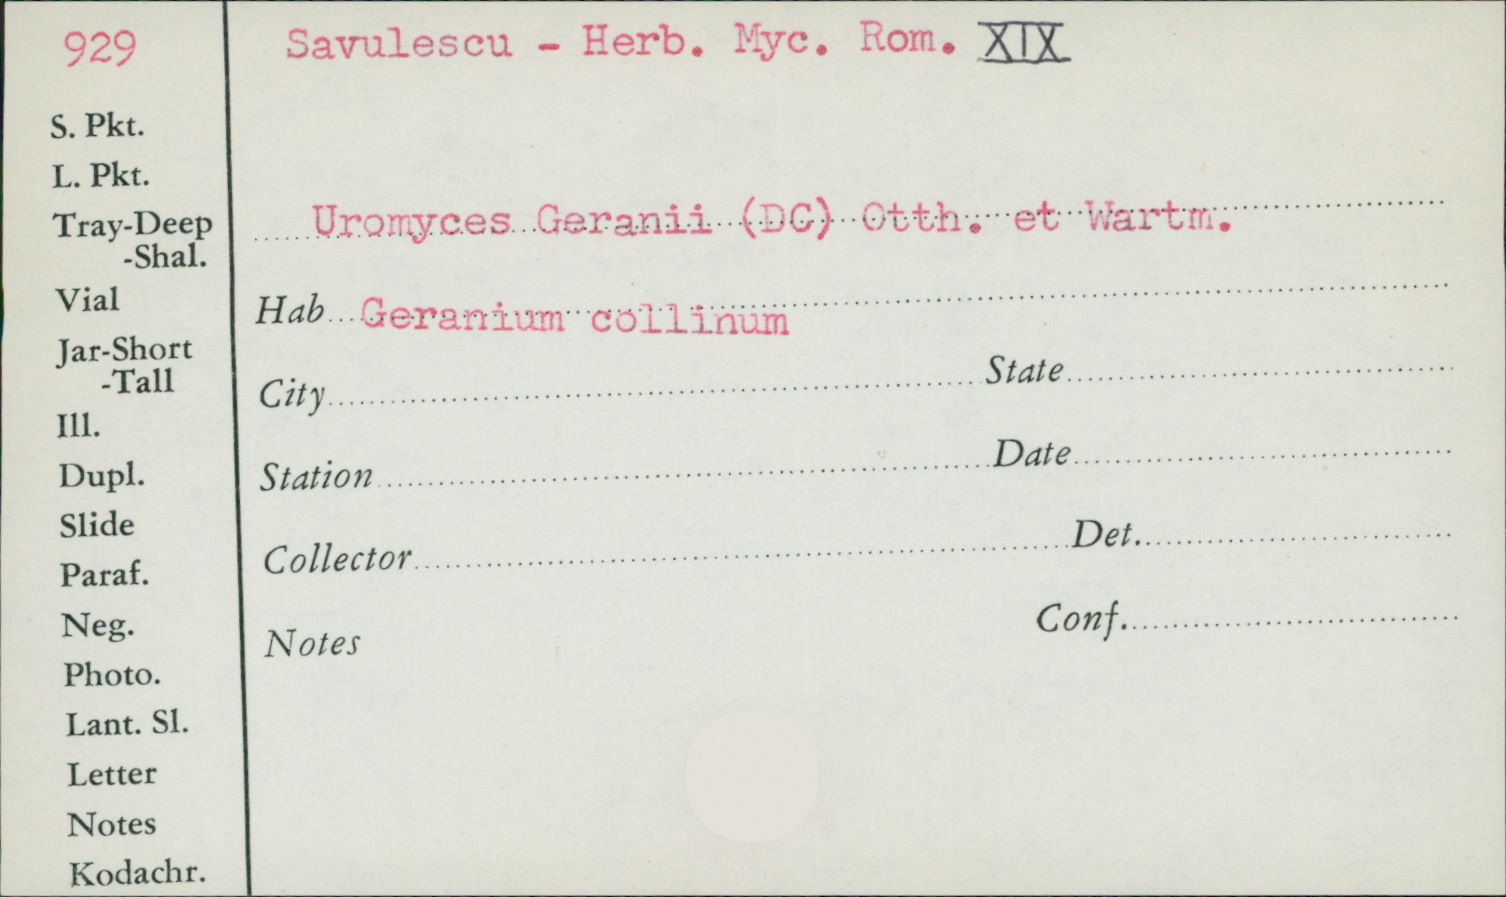 929
Savulescu - Herb. Myc. Rom. XIX
S. Pkt.
L. Pkt.
Tray-Deep
-Shal.
Vial
Jar-Short
-Tall
Ill.
Dupl.
Slide
Paraf.
Neg.
Photo.
Lant. Sl.
Letter
Notes
Kodachr.
Uromyces Geranii (DC) Otth. et Wartm.
Hab Geranium collinum
City State
Station Date
Collector Det.
Conf.
Notes